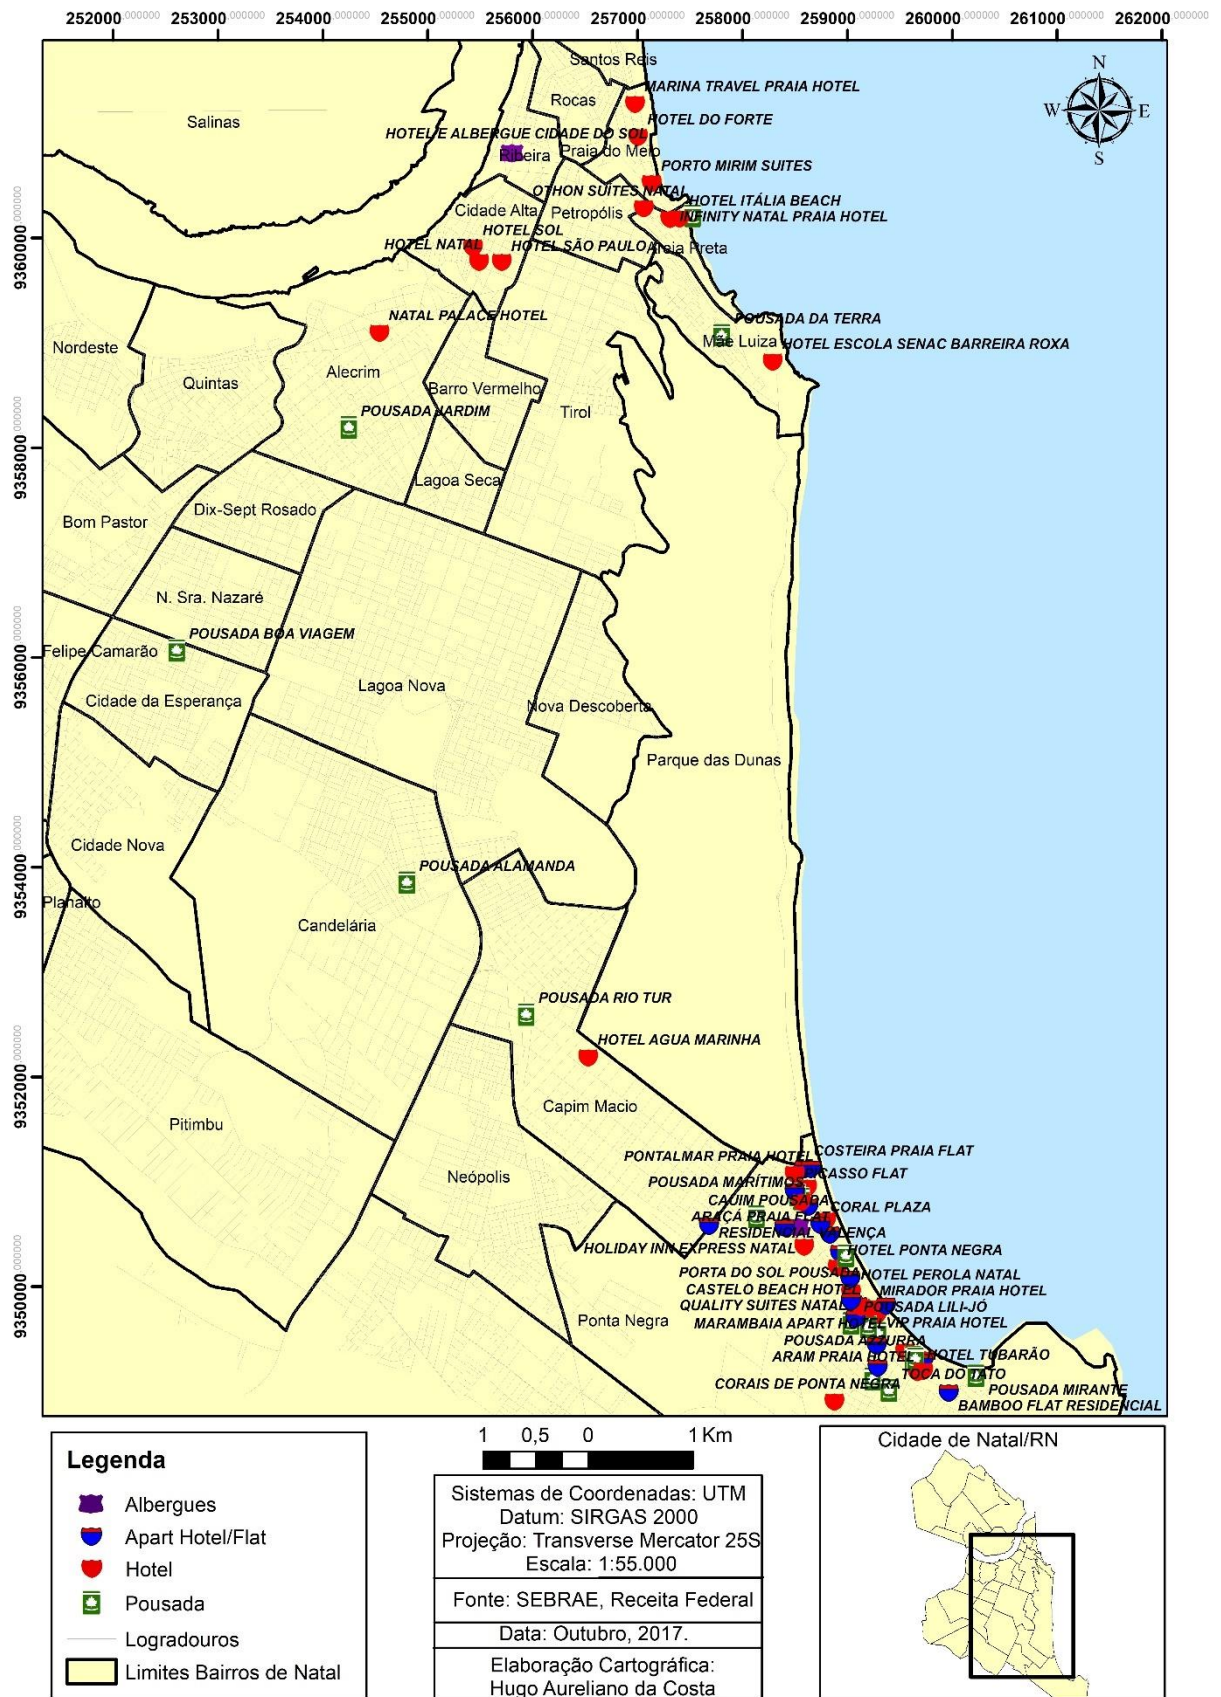 252000,000000 253000,000000 254000,000000 255000,000000 256000,000000 257000,000000 258000,000000 259000,000000 260000,000000 261000,000000 262000,000000
Santos Reis
N
MARINA TRAVEL PRAIA HOTEL
Rocas
W E
Salinas
HOTEL DO FORTE
HOTEL E ALBERGUE CIDADE DO SOL
Ribeira
Praia do Meio
S
PORTO MIRIM SUITES
OTHON SUITES NATAL
HOTEL ITÁLIA BEACH
Cidade Alta
Petropólis
INFINITY NATAL PRAIA HOTEL
HOTEL SOL
9360000,000000
HOTEL NATAL
HOTEL SÃO PAULO
Areia Preta
NATAL PALACE HOTEL
POUSADA DA TERRA
Mãe Luiza
HOTEL ESCOLA SENAC BARREIRA ROXA
Nordeste
Quintas
Alecrim
Barro Vermelho
POUSADA JARDIM
Tirol
9358000,000000
Lagoa Seca
Dix-Sept Rosado
Bom Pastor
N. Sra. Nazaré
POUSADA BOA VIAGEM
Felipe Camarão
9356000,000000
Lagoa Nova
Cidade da Esperança
Nova Descoberta
Parque das Dunas
Cidade Nova
9354000,000000
POUSADA ALAMANDA
Planalto
Candelária
POUSADA RIO TUR
HOTEL AGUA MARINHA
9352000,000000
Capim Macio
Pitimbu
PONTALMAR PRAIA HOTEL
COSTEIRA PRAIA FLAT
Neópolis
POUSADA MARÍTIMOS
CAUIM POUSADA
CORAL PLAZA
ARAÇÁ PRAIA FLAT
RESIDENCIAL VALENÇA
HOLIDAY INN EXPRESS NATAL
HOTEL PONTA NEGRA
PORTA DO SOL POUSADA
HOTEL PEROLA NATAL
9350000,000000
CASTELO BEACH HOTEL
MIRADOR PRAIA HOTEL
QUALITY SUITES NATAL
POUSADA LILI-JÓ
Ponta Negra
MARAMBAIA APART HOTEL
VIP PRAIA HOTEL
POUSADA AZZURRA
ARAM PRAIA HOTEL
HOTEL TUBARÃO
TOCA DO TATO
CORAIS DE PONTA NEGRA
POUSADA MIRANTE
BAMBOO FLAT RESIDENCIAL
Legenda
Albergues
Apart Hotel/Flat
Hotel
Pousada
Logradouros
Limites Bairros de Natal
1 0,5 0 1 Km
Sistemas de Coordenadas: UTM
Datum: SIRGAS 2000
Projeção: Transverse Mercator 25S
Escala: 1:55.000
Fonte: SEBRAE, Receita Federal
Data: Outubro, 2017.
Elaboração Cartográfica:
Hugo Aureliano da Costa
Cidade de Natal/RN